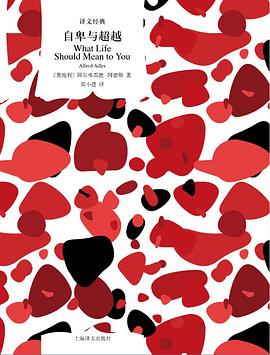 译文经典
自卑与超越
What Life
Should Mean to You
Alfred Adler
〔奥地利〕阿尔弗雷德·阿德勒 著
周小进 译
上海译文出版社